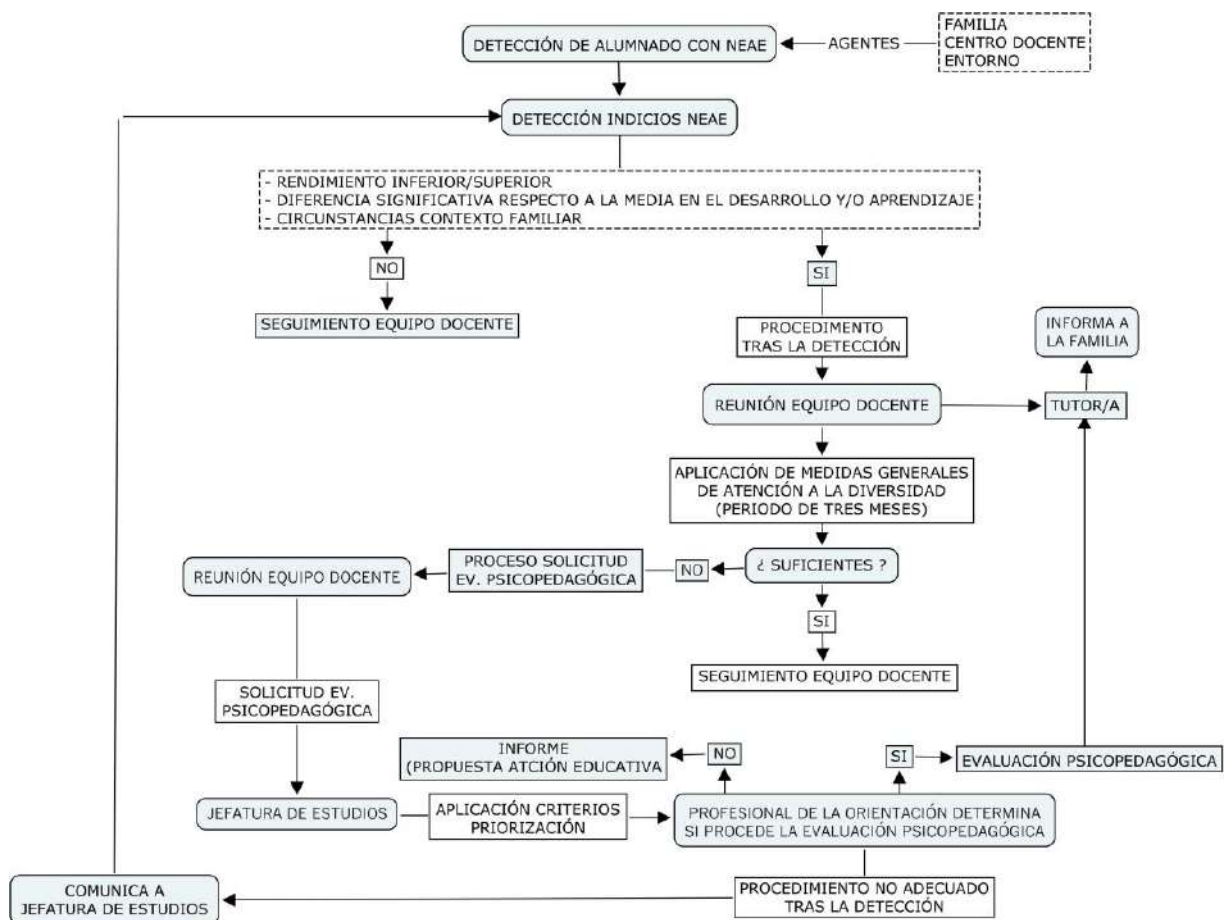 FAMILIA
CENTRO DOCENTE
ENTORNO
AGENTES
DETECCIÓN DE ALUMNADO CON NEAE
DETECCIÓN INDICIOS NEAE
- RENDIMIENTO INFERIOR/SUPERIOR
- DIFERENCIA SIGNIFICATIVA RESPECTO A LA MEDIA EN EL DESARROLLO Y/O APRENDIZAJE
- CIRCUNSTANCIAS CONTEXTO FAMILIAR
NO
SI
SEGUIMIENTO EQUIPO DOCENTE
PROCEDIMENTO
TRAS LA DETECCIÓN
INFORMA A
LA FAMILIA
REUNIÓN EQUIPO DOCENTE
TUTOR/A
APLICACIÓN DE MEDIDAS GENERALES
DE ATENCIÓN A LA DIVERSIDAD
(PERIODO DE TRES MESES)
¿ SUFICIENTES ?
NO
PROCESO SOLICITUD
EV. PSICOPEDAGÓGICA
REUNIÓN EQUIPO DOCENTE
SI
SEGUIMIENTO EQUIPO DOCENTE
SOLICITUD EV.
PSICOPEDAGÓGICA
INFORME
(PROPUESTA ATCIÓN EDUCATIVA
NO
SI
EVALUACIÓN PSICOPEDAGÓGICA
JEFATURA DE ESTUDIOS
APLICACIÓN CRITERIOS
PRIORIZACIÓN
PROFESIONAL DE LA ORIENTACIÓN DETERMINA
SI PROCEDE LA EVALUACIÓN PSICOPEDAGÓGICA
PROCEDIMIENTO NO ADECUADO
TRAS LA DETECCIÓN
COMUNICA A
JEFATURA DE ESTUDIOS